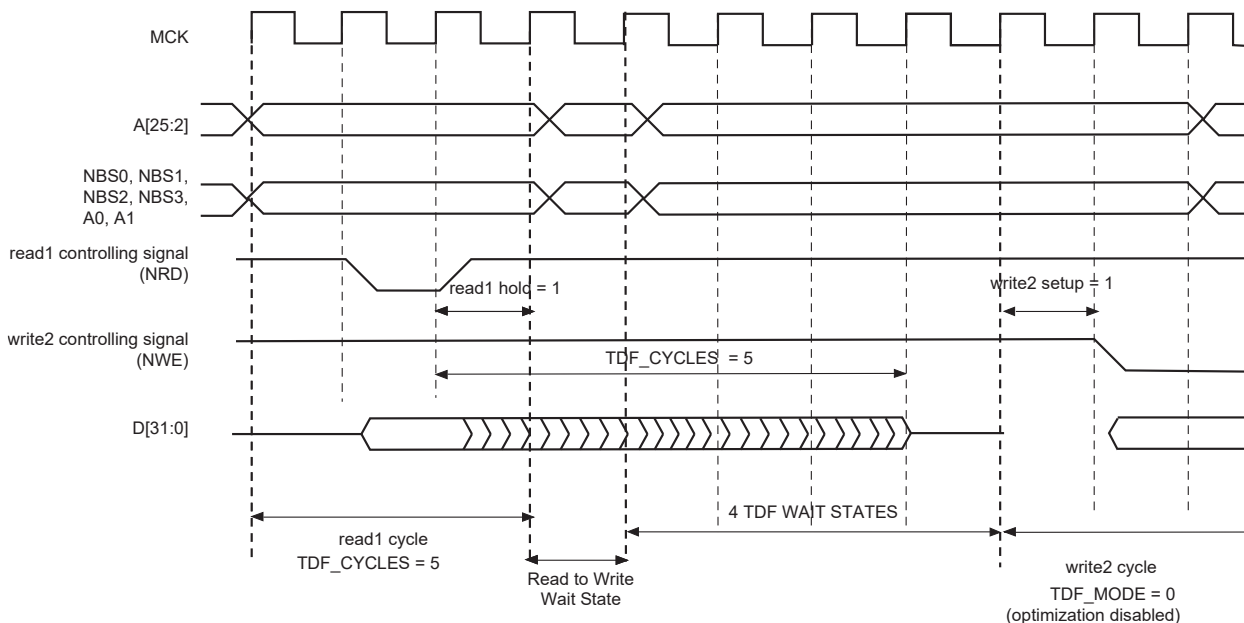 MCK
A[25:2]
NBS0, NBS1,
NBS2, NBS3,
A0, A1
read1 controlling signal
(NRD)
read1 hold = 1
write2 setup = 1
write2 controlling signal
(NWE)
TDF_CYCLES = 5
D[31:0]
4 TDF WAIT STATES
read1 cycle
TDF_CYCLES = 5
Read to Write
Wait State
write2 cycle
TDF_MODE = 0
(optimization disabled)